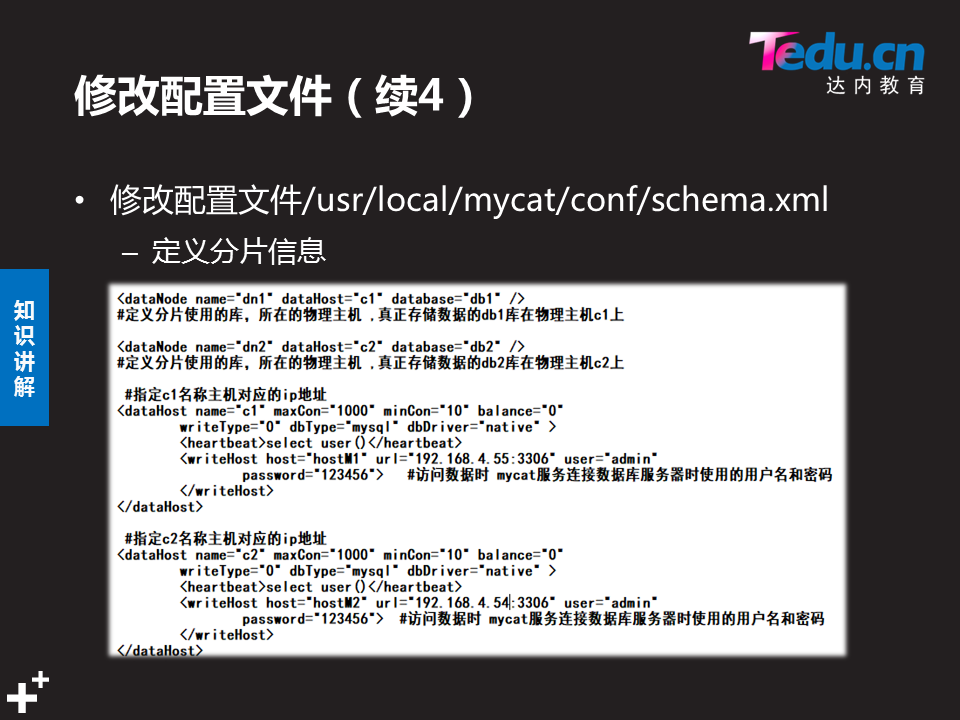 Tedu.cn
达内教育
修改配置文件（续4）
• 修改配置文件/usr/local/mycat/conf/schema.xml
– 定义分片信息
知识讲解
<dataNode name="dn1" dataHost="c1" database="db1" />
#定义分片使用的库，所在的物理主机 ,真正存储数据的db1库在物理主机c1上
<dataNode name="dn2" dataHost="c2" database="db2" />
#定义分片使用的库，所在的物理主机 ,真正存储数据的db2库在物理主机c2上
#指定c1名称主机对应的ip地址
<dataHost name="c1" maxCon="1000" minCon="10" balance="0"
writeType="0" dbType="mysql" dbDriver="native" >
<heartbeat>select user()</heartbeat>
<writeHost host="hostM1" url="192.168.4.55:3306" user="admin"
password="123456"> #访问数据时 mycat服务连接数据库服务器时使用的用户名和密码
</writeHost>
</dataHost>
#指定c2名称主机对应的ip地址
<dataHost name="c2" maxCon="1000" minCon="10" balance="0"
writeType="0" dbType="mysql" dbDriver="native" >
<heartbeat>select user()</heartbeat>
<writeHost host="hostM2" url="192.168.4.54:3306" user="admin"
password="123456"> #访问数据时 mycat服务连接数据库服务器时使用的用户名和密码
</writeHost>
</dataHost>